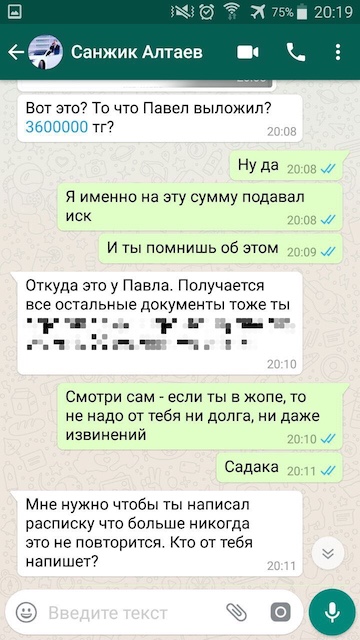 75% 20:19
Санжик Алтаев
Вот это? То что Павел выложил?
3600000 тг?
20:08
Ну да 20:08
Я именно на эту сумму подавал
иск
20:08
И ты помнишь об этом 20:09
Откуда это у Павла. Получается
все остальные документы тоже ты
20:10
Смотри сам - если ты в жопе, то
не надо от тебя ни долга, ни даже
извинений
20:10
Садака 20:11
Мне нужно чтобы ты написал
расписку что больше никогда
это не повторится. Кто от тебя
напишет?
20:11
Введите текст